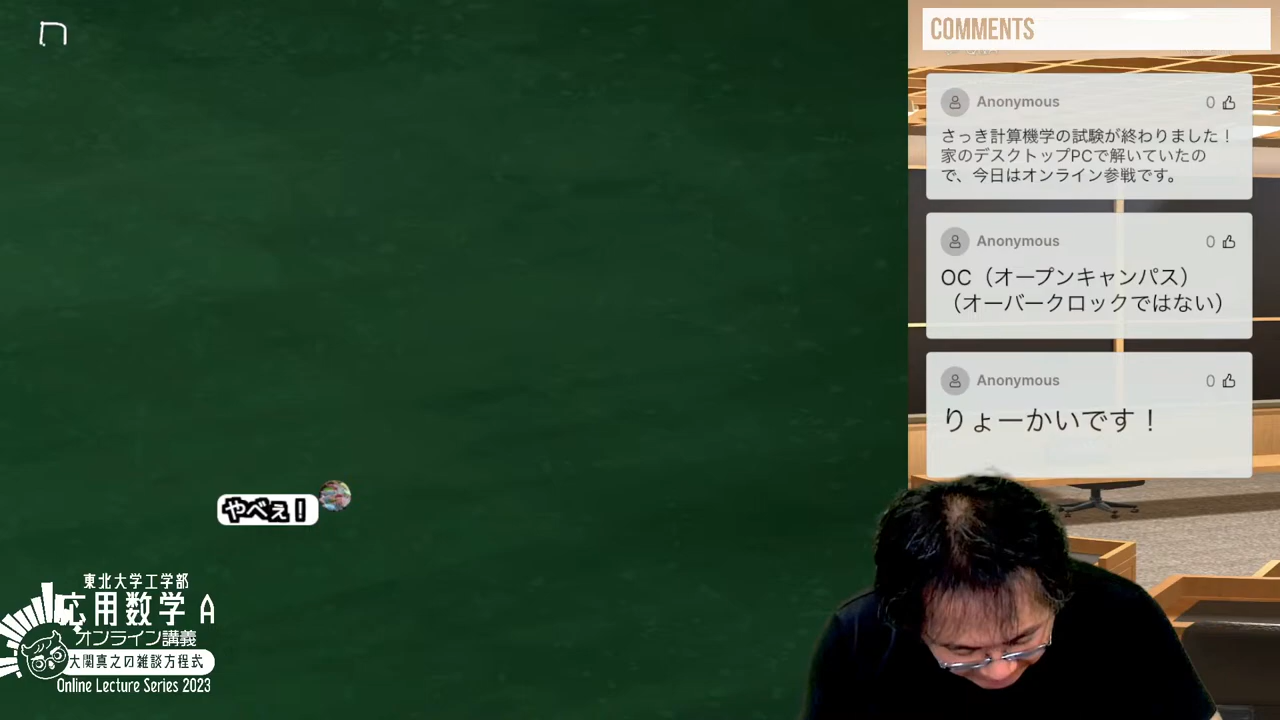 COMMENTS
Anonymous
0
さっき計算機学の試験が終わりました！
家のデスクトップPCで解いていたの
で、今日はオンライン参戦です。
Anonymous
0
OC（オープンキャンパス）
（オーバークロックではない）
Anonymous
0
りょーかいです！
やべぇ！
東北大学工学部
応用数学 A
オンライン講義
大関真之の雑談方程式
Online Lecture Series 2023